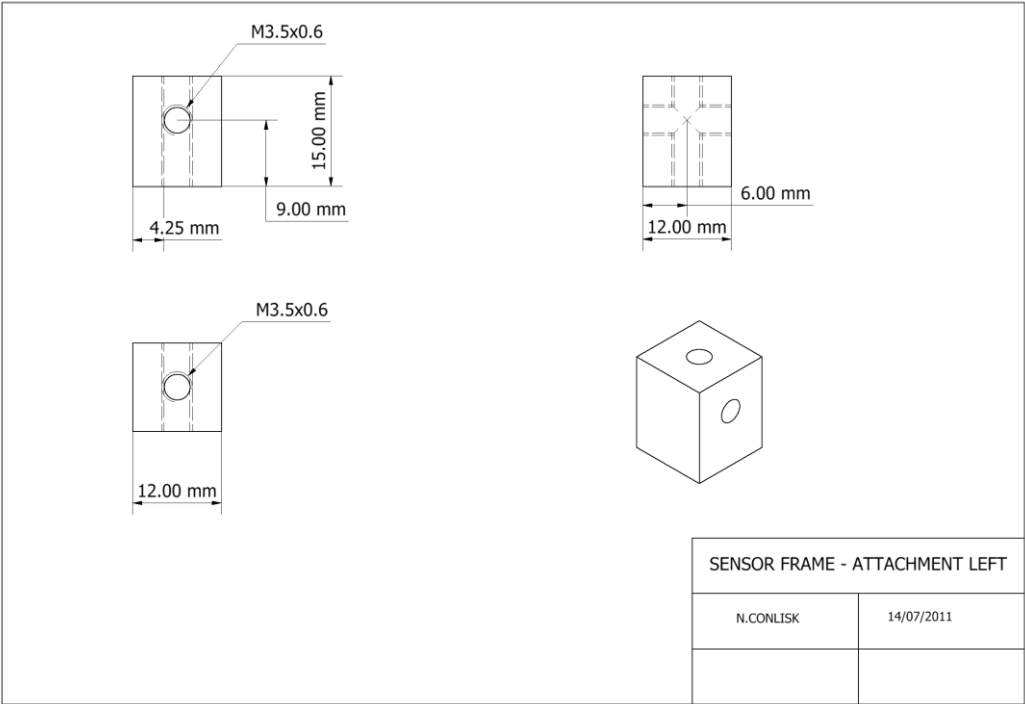 M3.5x0.6
15.00 mm
9.00 mm
4.25 mm
6.00 mm
12.00 mm
M3.5x0.6
12.00 mm
SENSOR FRAME - ATTACHMENT LEFT
N.CONLISK
14/07/2011